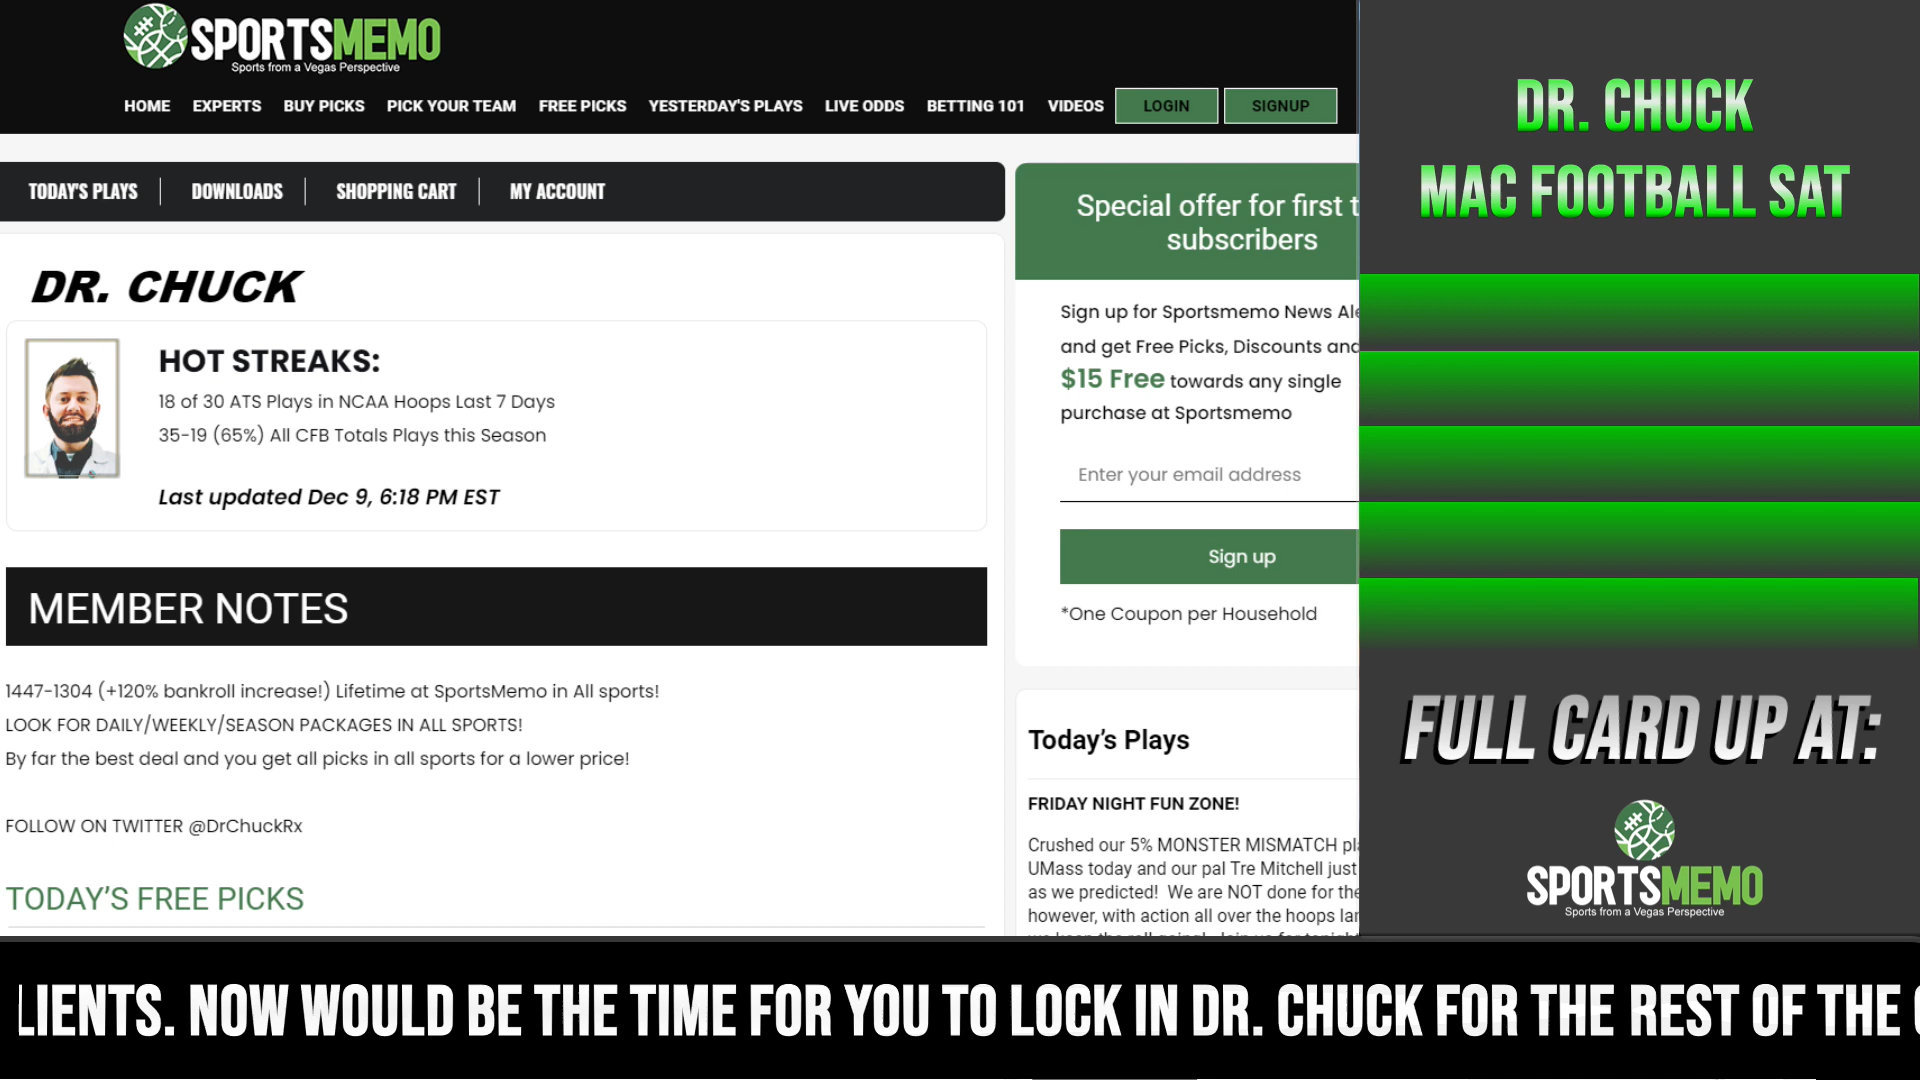 SPORTSMEMO
Sports from a Vegas Perspective
HOME EXPERTS BUY PICKS PICK YOUR TEAM FREE PICKS YESTERDAY'S PLAYS LIVE ODDS BETTING 101 VIDEOS LOGIN SIGNUP
TODAY'S PLAYS DOWNLOADS SHOPPING CART MY ACCOUNT
DR. CHUCK
HOT STREAKS:
18 of 30 ATS Plays in NCAA Hoops Last 7 Days
35-19 (65%) All CFB Totals Plays this Season
Last updated Dec 9, 6:18 PM EST
MEMBER NOTES
1447-1304 (+120% bankroll increase!) Lifetime at SportsMemo in All sports!
LOOK FOR DAILY/WEEKLY/SEASON PACKAGES IN ALL SPORTS!
By far the best deal and you get all picks in all sports for a lower price!
FOLLOW ON TWITTER @DrChuckRx
TODAY'S FREE PICKS
Special offer for first t
subscribers
Sign up for Sportsmemo News Ale
and get Free Picks, Discounts and
$15 Free towards any single
purchase at Sportsmemo
Enter your email address
Sign up
*One Coupon per Household
Today's Plays
FRIDAY NIGHT FUN ZONE!
Crushed our 5% MONSTER MISMATCH pl
UMass today and our pal Tre Mitchell just
as we predicted! We are NOT done for the
however, with action all over the hoops lan
DR. CHUCK
MAC FOOTBALL SAT
FULL CARD UP AT:
SPORTSMEMO
Sports from a Vegas Perspective
LIENTS. NOW WOULD BE THE TIME FOR YOU TO LOCK IN DR. CHUCK FOR THE REST OF THE